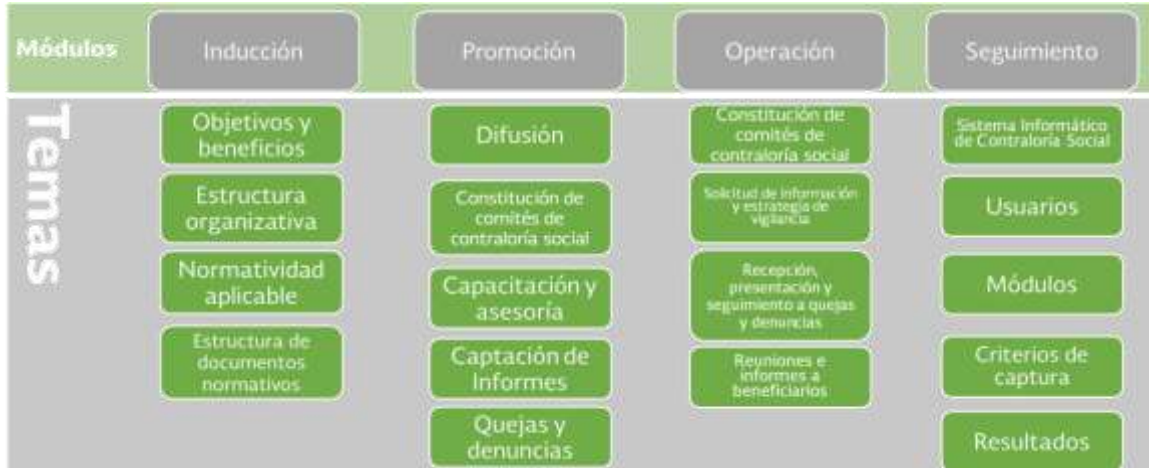 Módulos
Inducción
Promoción
Operación
Seguimiento
Temas
Objetivos y
beneficios
Estructura
organizativa
Normatividad
aplicable
Estructura de
documentos
normativos
Difusión
Constitución de
comités de
contraloría social
Capacitación y
asesoría
Captación de
Informes
Quejas y
denuncias
Constitución de
comités de
contraloría social
Solicitud de información
y estrategia de
vigilancia
Recepción,
presentación y
seguimiento a quejas
y denuncias
Reuniones e
informes a
beneficiarios
Sistema Informático
de Contraloría Social
Usuarios
Módulos
Criterios de
captura
Resultados